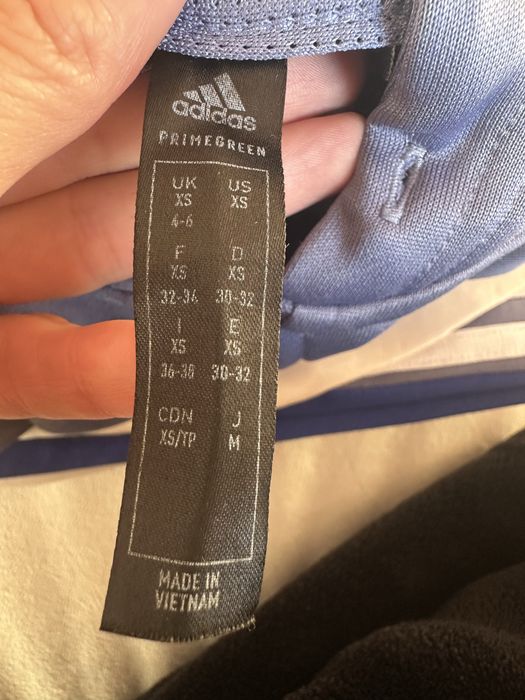 adidas
PRIMEGREEN
UK US
XS XS
4-6
F D
XS XS
32-34 30-32
I E
XS XS
36-38 30-32
CDN J
XS/TP M
MADE IN
VIETNAM